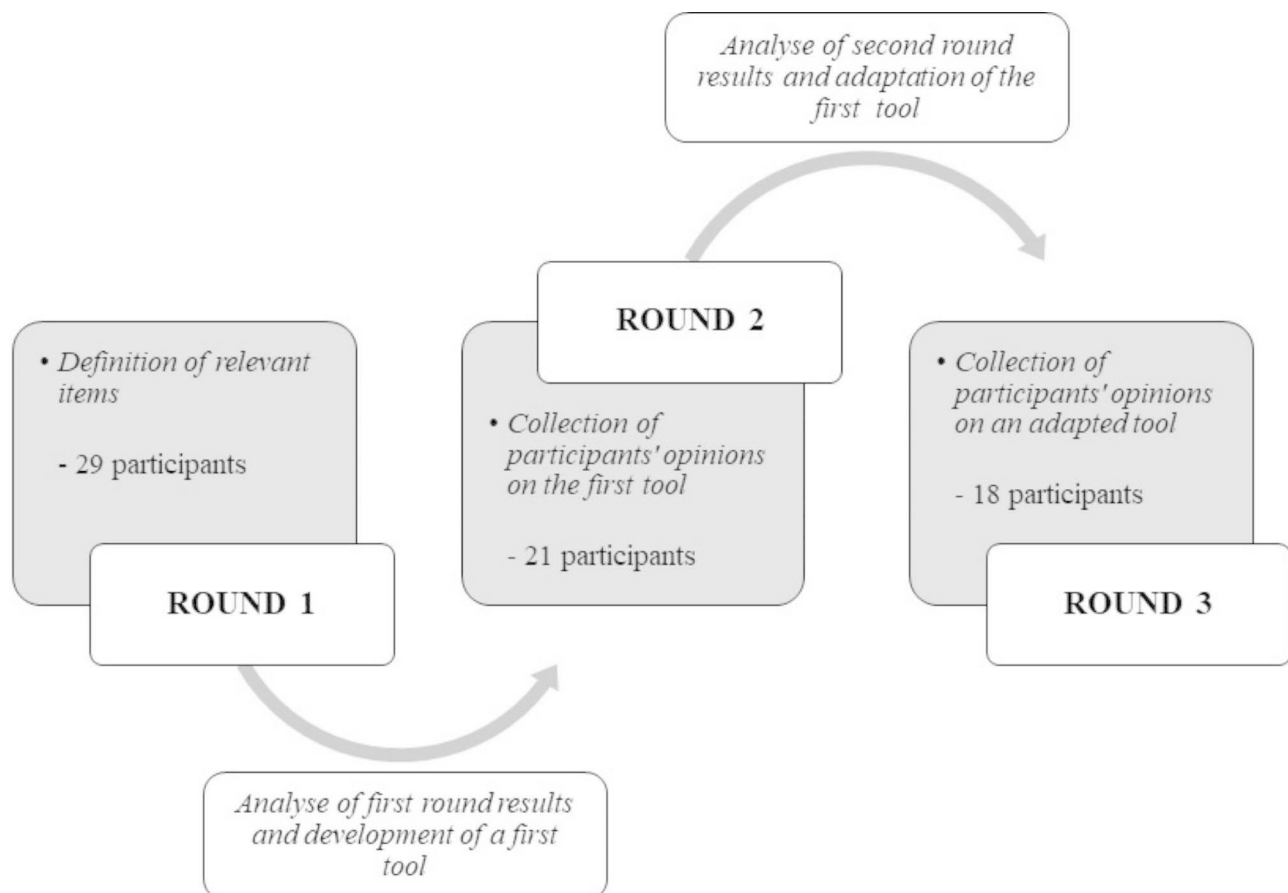 • Definition of relevant
items
- 29 participants
ROUND 1
Analyse of first round results
and development of a first
tool
ROUND 2
• Collection of
participants' opinions
on the first tool
- 21 participants
Analyse of second round
results and adaptation of the
first tool
• Collection of
participants' opinions
on an adapted tool
- 18 participants
ROUND 3